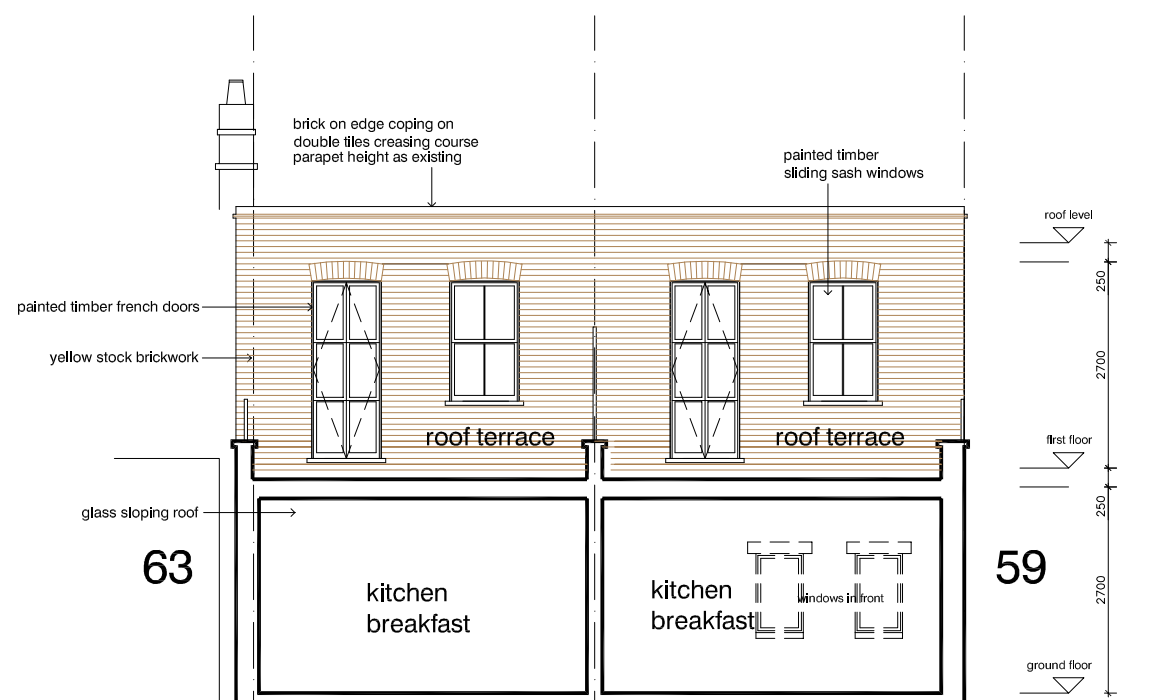 brick on edge coping on
double tiles creasing course
parapet height as existing
painted timber
sliding sash windows
roof level
250
painted timber french doors
yellow stock brickwork
2700
roof terrace
roof terrace
first floor
glass sloping roof
250
63
59
kitchen
breakfast
kitchen
breakfast
windows in front
2700
ground floor